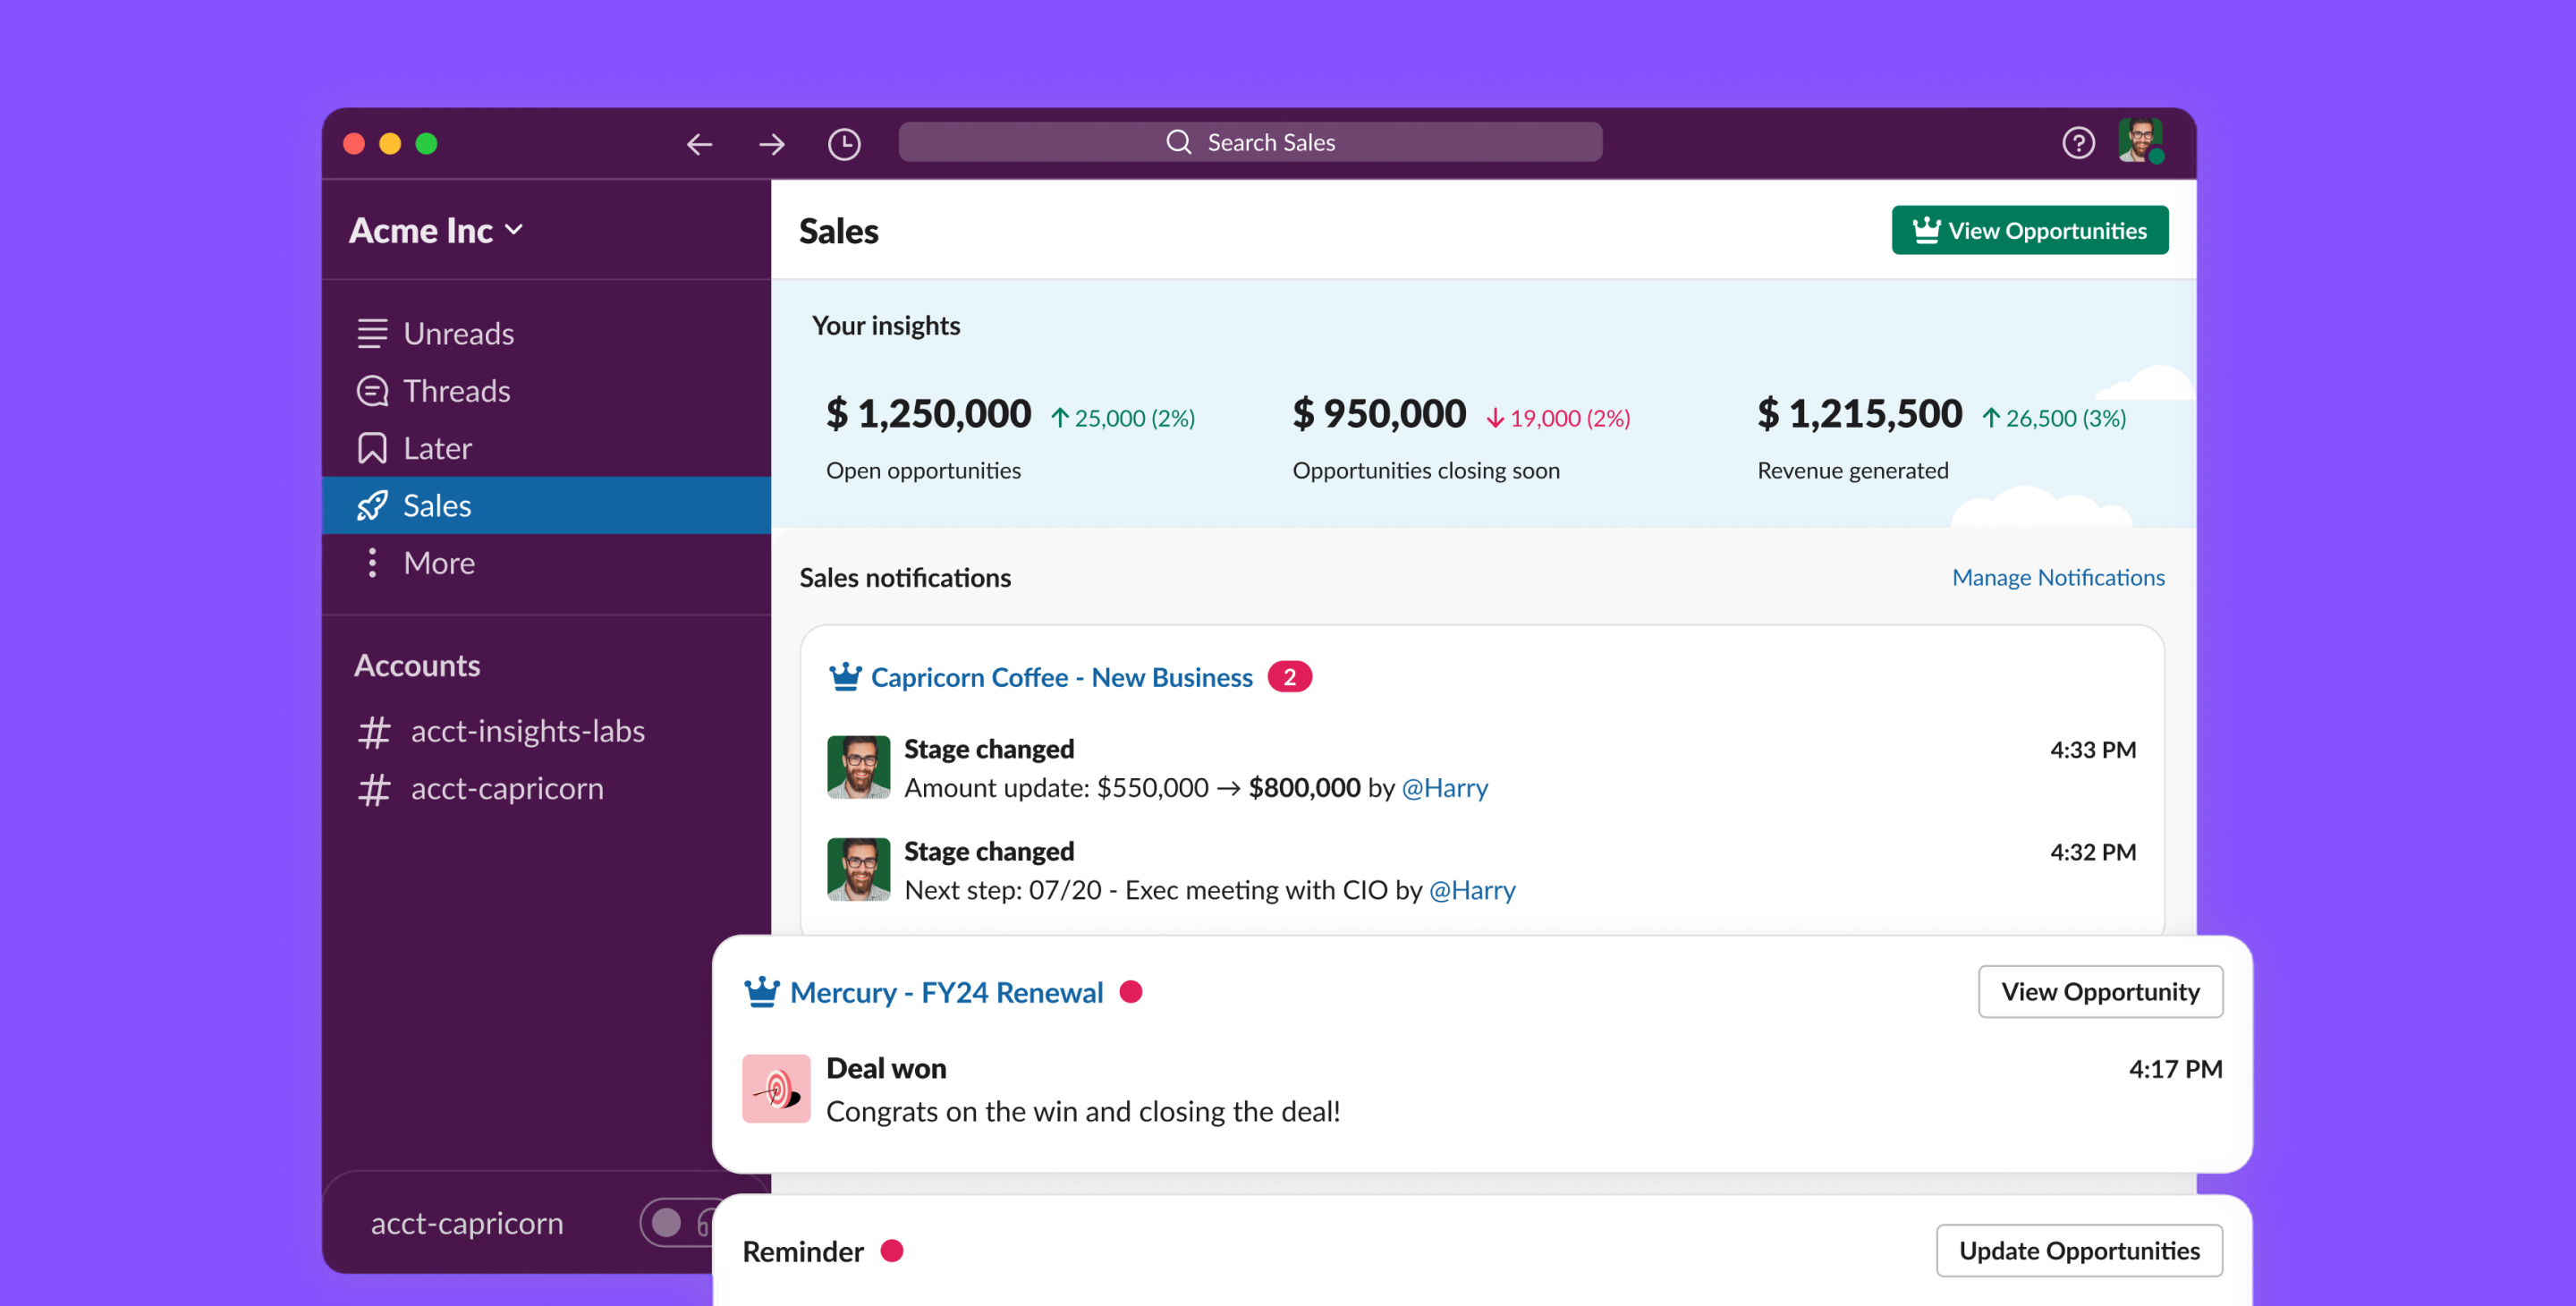 Search Sales
?
Acme Inc
Sales
View Opportunities
Unreads
Threads
Later
Sales
More
Accounts
# acct-insights-labs
# acct-capricorn
acct-capricorn
Your insights
$ 1,250,000 ↑ 25,000 (2%)
Open opportunities
$ 950,000 ↓ 19,000 (2%)
Opportunities closing soon
$ 1,215,500 ↑ 26,500 (3%)
Revenue generated
Sales notifications
Manage Notifications
Capricorn Coffee - New Business 2
Stage changed 4:33 PM
Amount update: $550,000 → $800,000 by @Harry
Stage changed 4:32 PM
Next step: 07/20 - Exec meeting with CIO by @Harry
Mercury - FY24 Renewal
View Opportunity
Deal won 4:17 PM
Congrats on the win and closing the deal!
Reminder
Update Opportunities